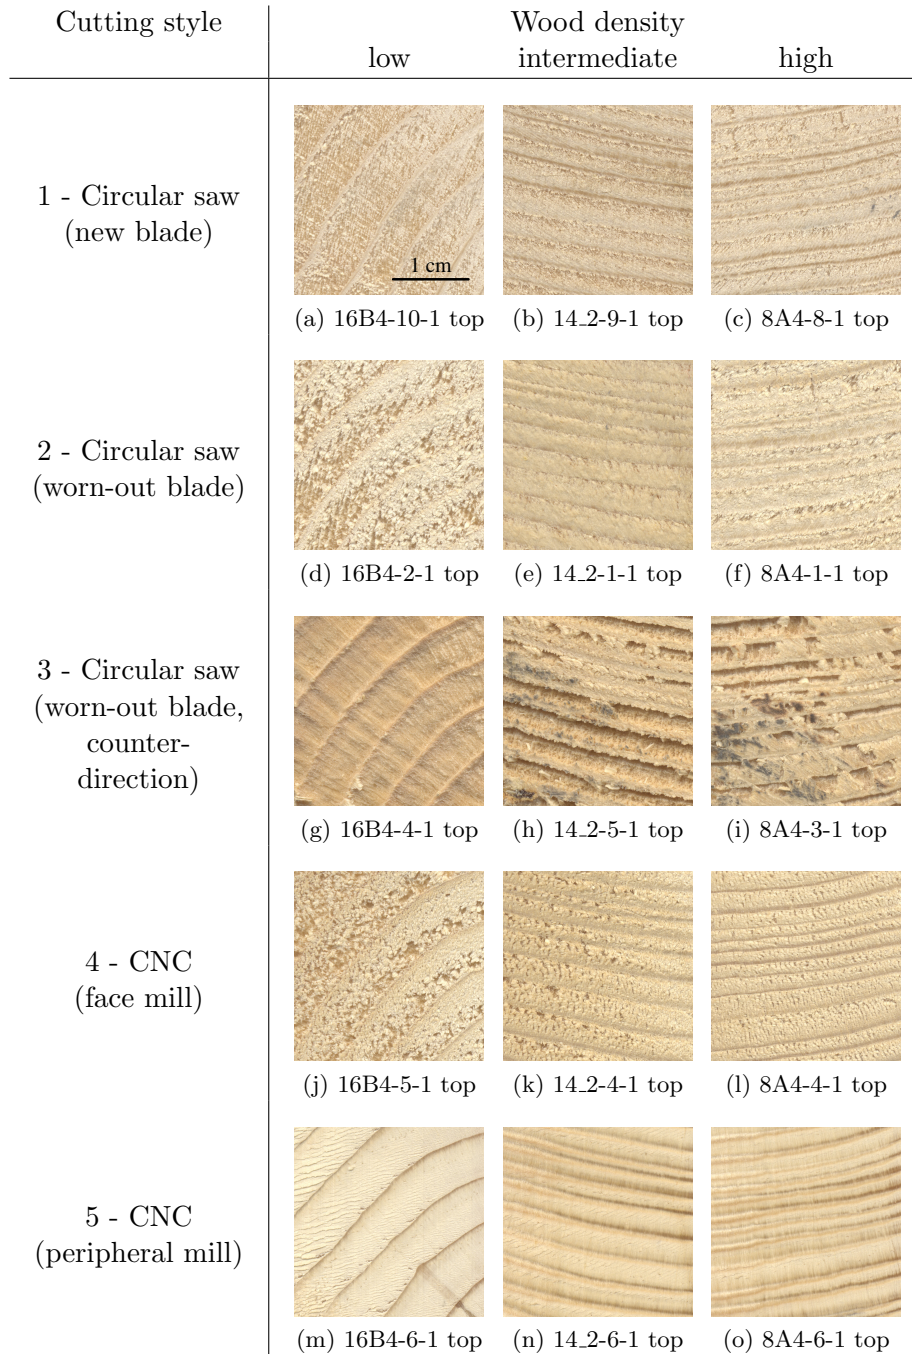 Cutting style
Wood density
low
intermediate
high
1 - Circular saw
(new blade)
1 cm
(a) 16B4-10-1 top
(b) 14_2-9-1 top
(c) 8A4-8-1 top
2 - Circular saw
(worn-out blade)
(d) 16B4-2-1 top
(e) 14_2-1-1 top
(f) 8A4-1-1 top
3 - Circular saw
(worn-out blade,
counter-
direction)
(g) 16B4-4-1 top
(h) 14_2-5-1 top
(i) 8A4-3-1 top
4 - CNC
(face mill)
(j) 16B4-5-1 top
(k) 14_2-4-1 top
(l) 8A4-4-1 top
5 - CNC
(peripheral mill)
(m) 16B4-6-1 top
(n) 14_2-6-1 top
(o) 8A4-6-1 top